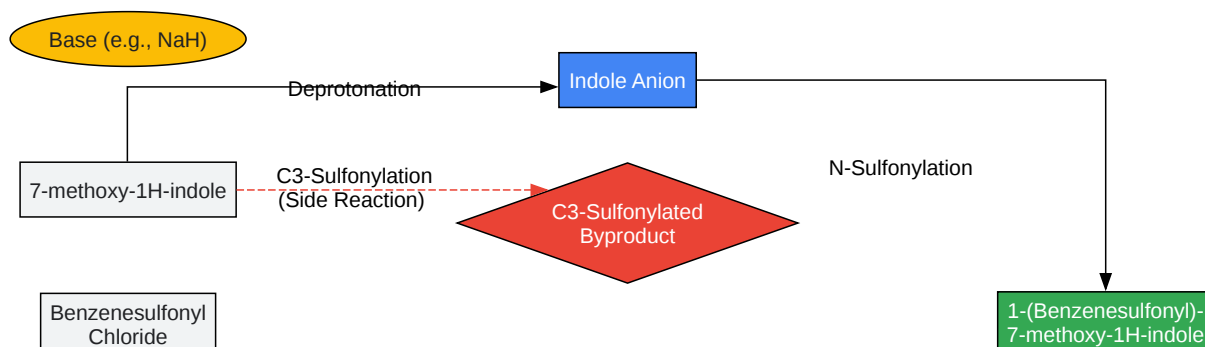 Base (e.g., NaH)
Deprotonation
Indole Anion
7-methoxy-1H-indole
C3-Sulfonylation
(Side Reaction)
C3-Sulfonylated
Byproduct
N-Sulfonylation
Benzenesulfonyl
Chloride
1-(Benzenesulfonyl)-
7-methoxy-1H-indole